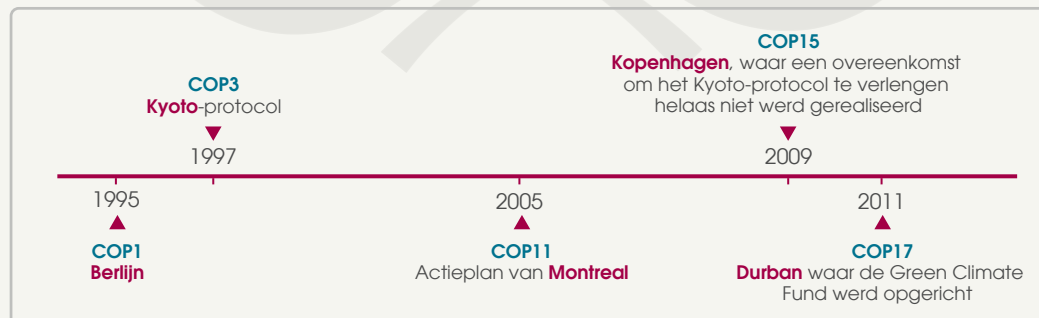 COP15
Kopenhagen, waar een overeenkomst
om het Kyoto-protocol te verlengen
helaas niet werd gerealiseerd
COP3
Kyoto-protocol
1997
2009
1995
2005
2011
COP1
Berlijn
COP11
Actieplan van Montreal
COP17
Durban waar de Green Climate
Fund werd opgericht